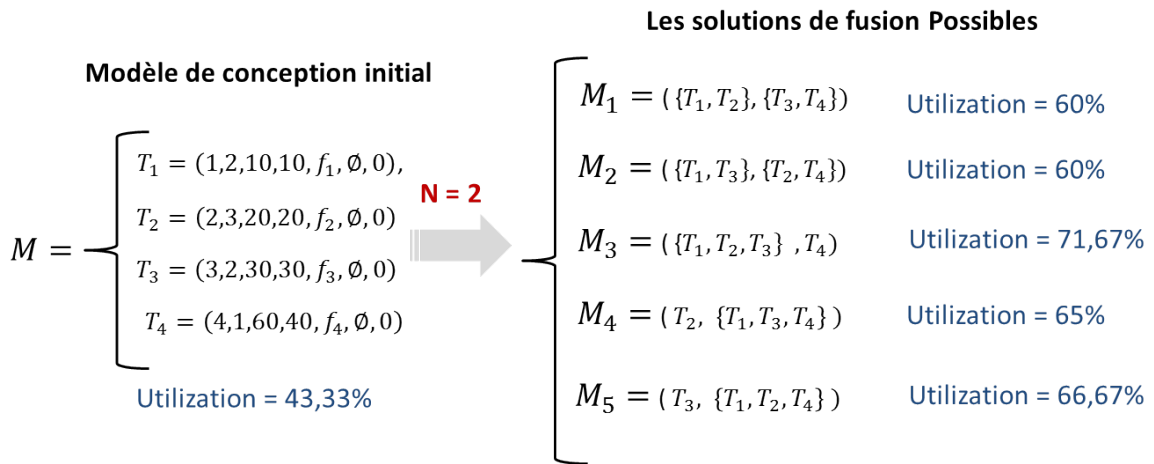 Les solutions de fusion Possibles
Modèle de conception initial
M =
T₁ = (1,2,10,10, f₁, ∅, 0),
T₂ = (2,3,20,20, f₂, ∅, 0)
T₃ = (3,2,30,30, f₃, ∅, 0)
T₄ = (4,1,60,40, f₄, ∅, 0)
Utilization = 43,33%
N = 2
M₁ = ( {T₁, T₂}, {T₃, T₄}) Utilization = 60%
M₂ = ( {T₁, T₃}, {T₂, T₄}) Utilization = 60%
M₃ = ( {T₁, T₂, T₃} , T₄) Utilization = 71,67%
M₄ = ( T₂, {T₁, T₃, T₄} ) Utilization = 65%
M₅ = ( T₃, {T₁, T₂, T₄} ) Utilization = 66,67%